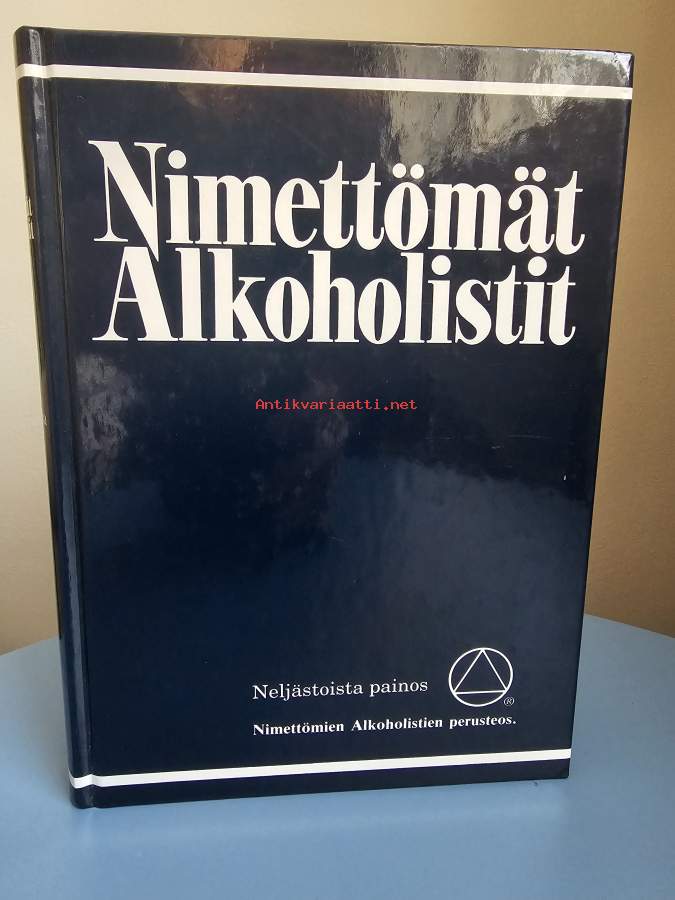 Nimettömät
Alkoholistit
Antikvariaatti.net
Neljästoista painos
®
Nimettömien Alkoholistien perusteos.